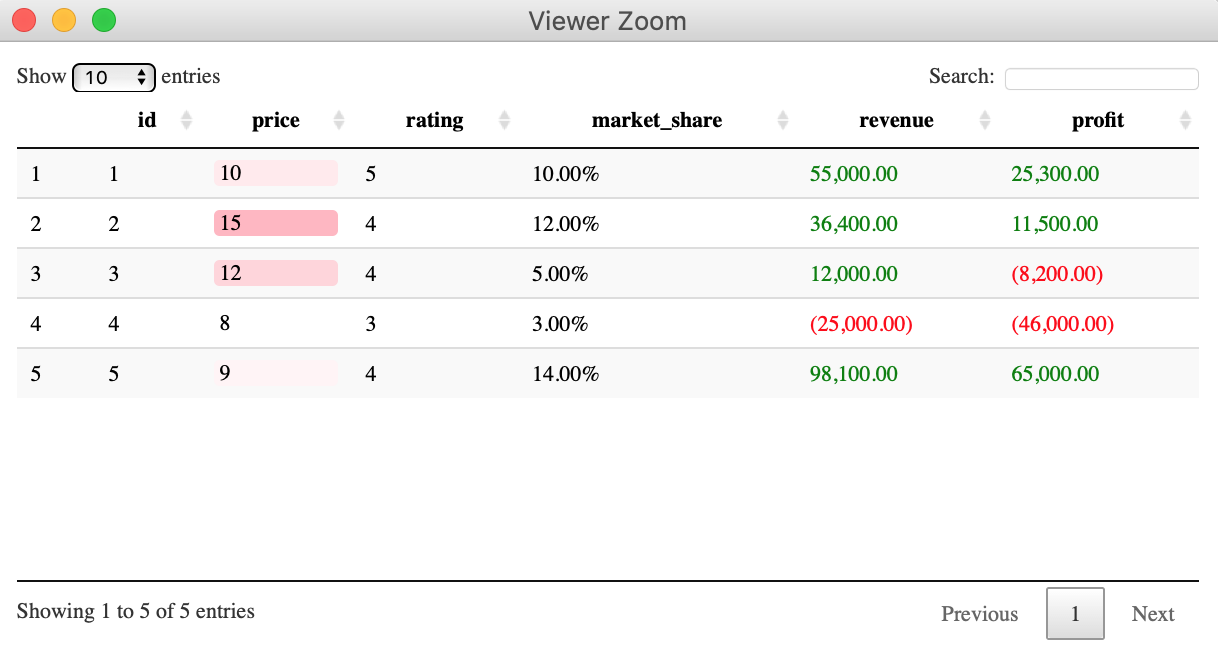 Viewer Zoom
Show 10 entries Search:
id price rating market_share revenue profit
1 1 10 5 10.00% 55,000.00 25,300.00
2 2 15 4 12.00% 36,400.00 11,500.00
3 3 12 4 5.00% 12,000.00 (8,200.00)
4 4 8 3 3.00% (25,000.00) (46,000.00)
5 5 9 4 14.00% 98,100.00 65,000.00
Showing 1 to 5 of 5 entries Previous 1 Next